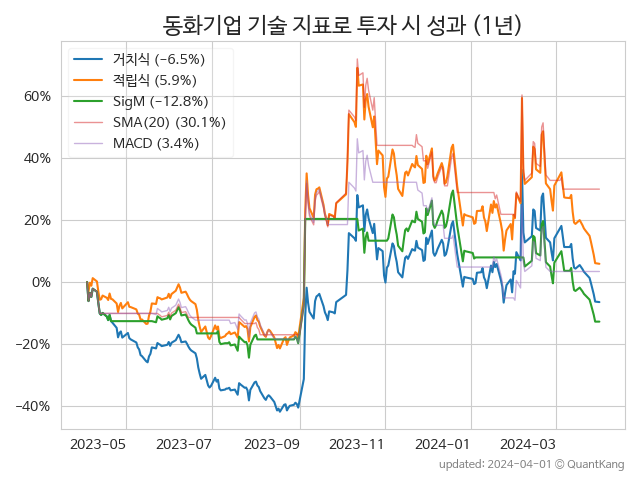 동화기업 기술 지표로 투자 시 성과 (1년)
거치식 (−6.5%)
적립식 (5.9%)
SigM (−12.8%)
SMA(20) (30.1%)
MACD (3.4%)
60%
40%
20%
0%
−20%
−40%
2023−05 2023−07 2023−09 2023−11 2024−01 2024−03
updated: 2024−04−01 @ QuantKang